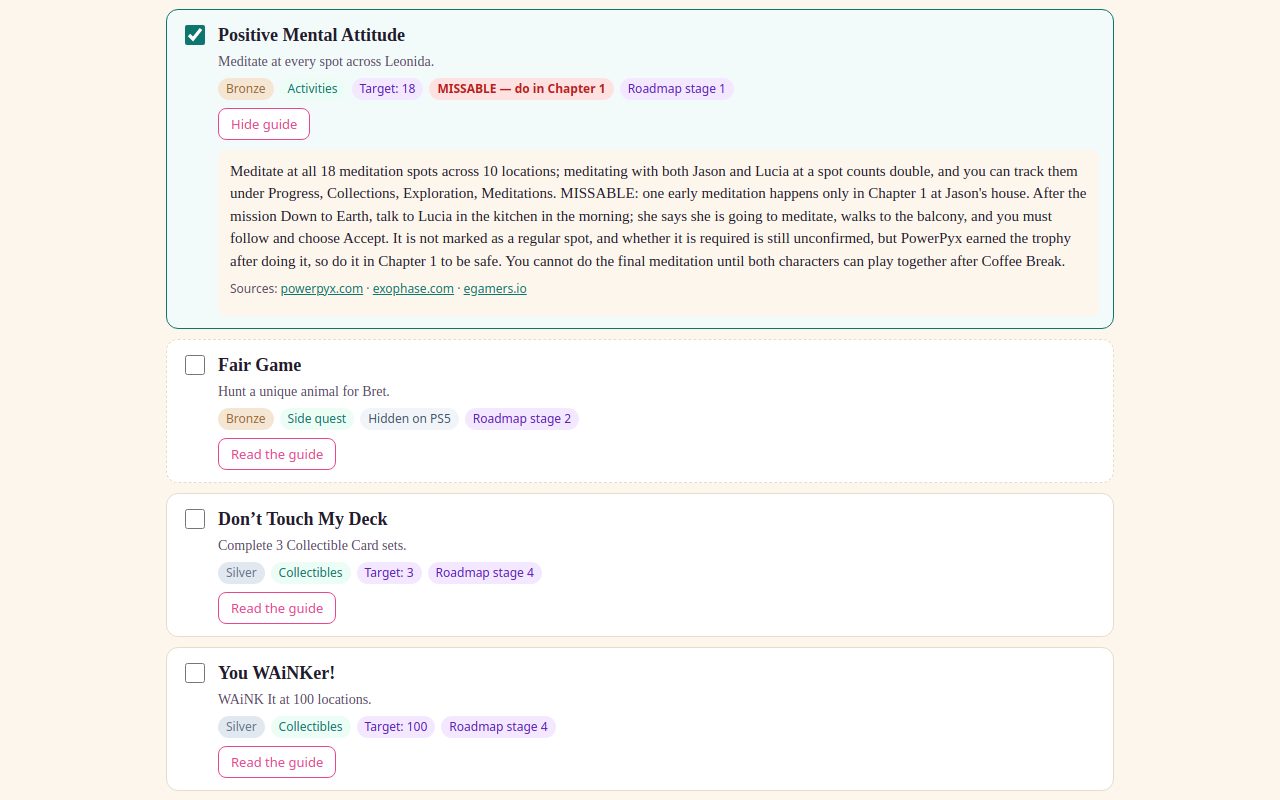 Positive Mental Attitude
Meditate at every spot across Leonida.
Bronze Activities Target: 18 MISSABLE — do in Chapter 1 Roadmap stage 1
Hide guide
Meditate at all 18 meditation spots across 10 locations; meditating with both Jason and Lucia at a spot counts double, and you can track them
under Progress, Collections, Exploration, Meditations. MISSABLE: one early meditation happens only in Chapter 1 at Jason's house. After the
mission Down to Earth, talk to Lucia in the kitchen in the morning; she says she is going to meditate, walks to the balcony, and you must
follow and choose Accept. It is not marked as a regular spot, and whether it is required is still unconfirmed, but PowerPyx earned the trophy
after doing it, so do it in Chapter 1 to be safe. You cannot do the final meditation until both characters can play together after Coffee Break.
Sources: powerpyx.com · exophase.com · egamers.io
Fair Game
Hunt a unique animal for Bret.
Bronze Side quest Hidden on PS5 Roadmap stage 2
Read the guide
Don’t Touch My Deck
Complete 3 Collectible Card sets.
Silver Collectibles Target: 3 Roadmap stage 4
Read the guide
You WAiNKer!
WAiNK It at 100 locations.
Silver Collectibles Target: 100 Roadmap stage 4
Read the guide